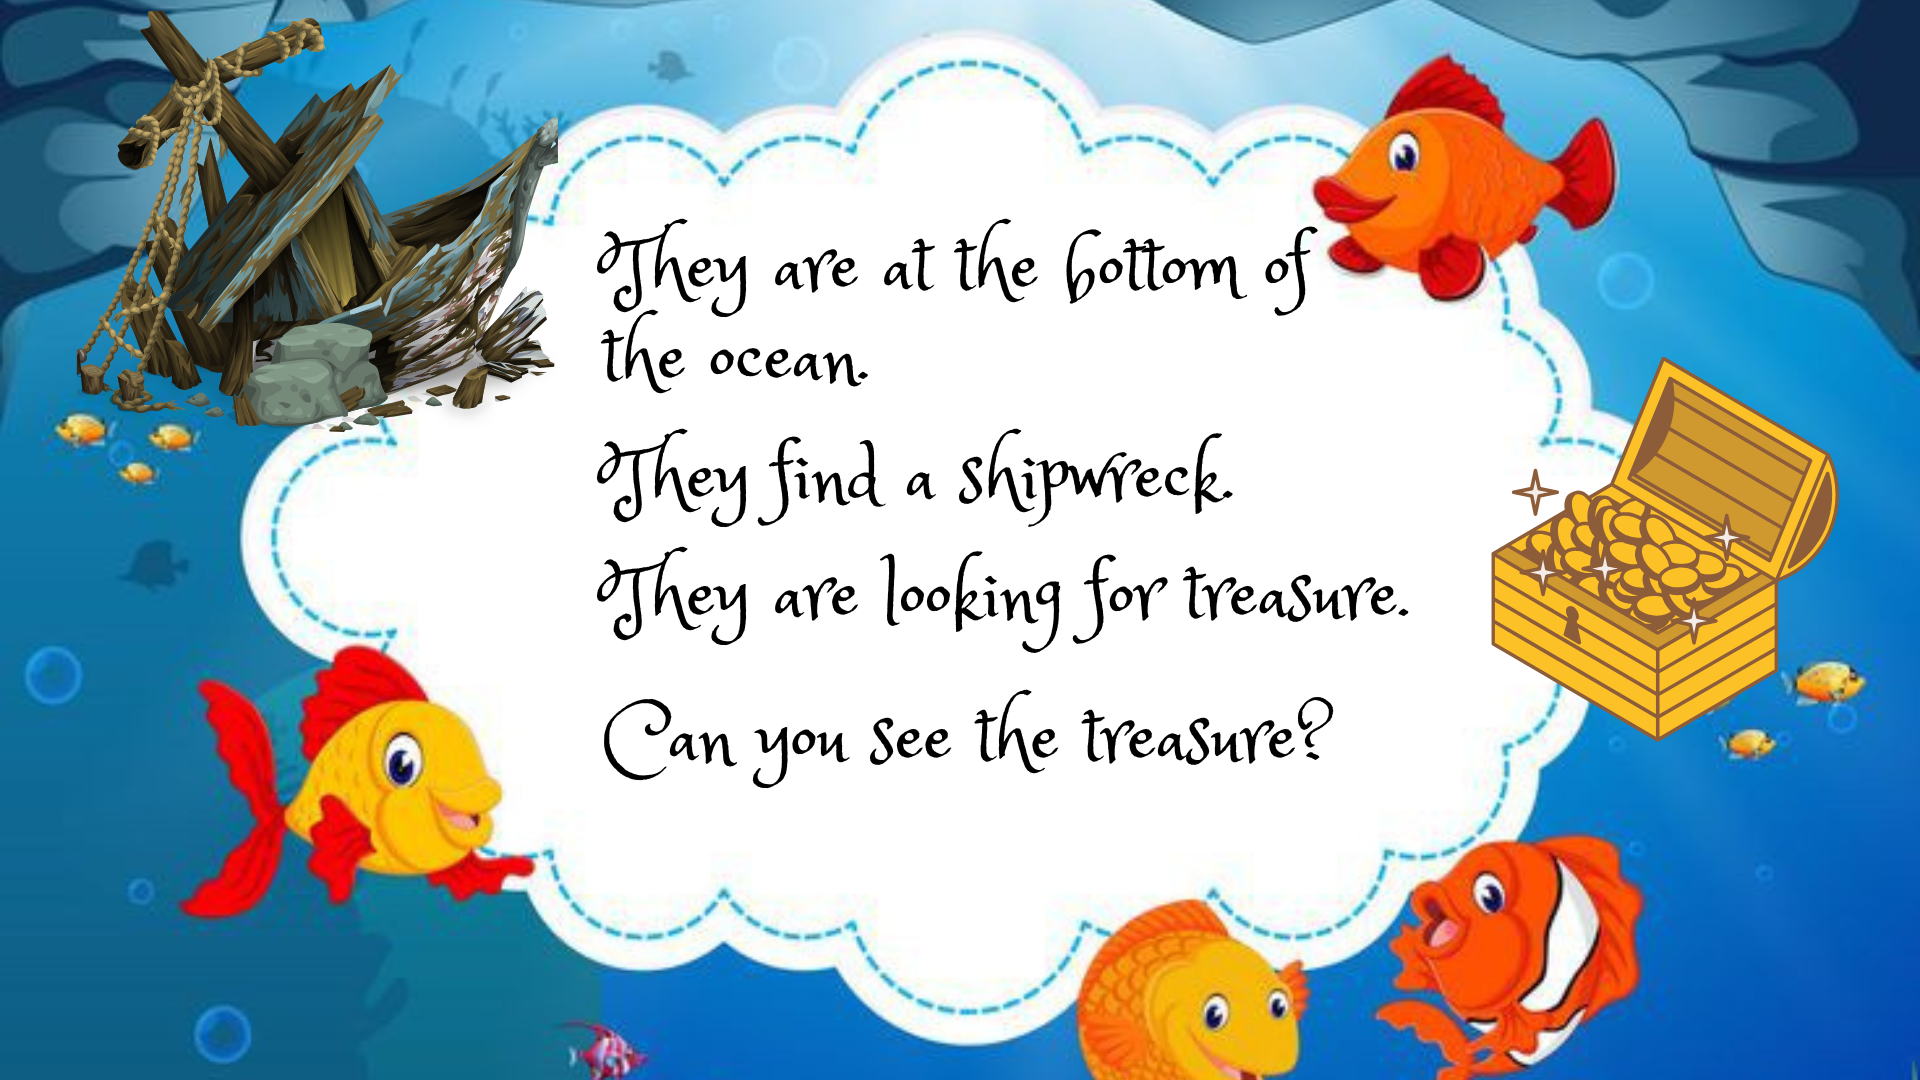 They are at the bottom of
the ocean.
They find a shipwreck.
They are looking for treasure.
Can you see the treasure?